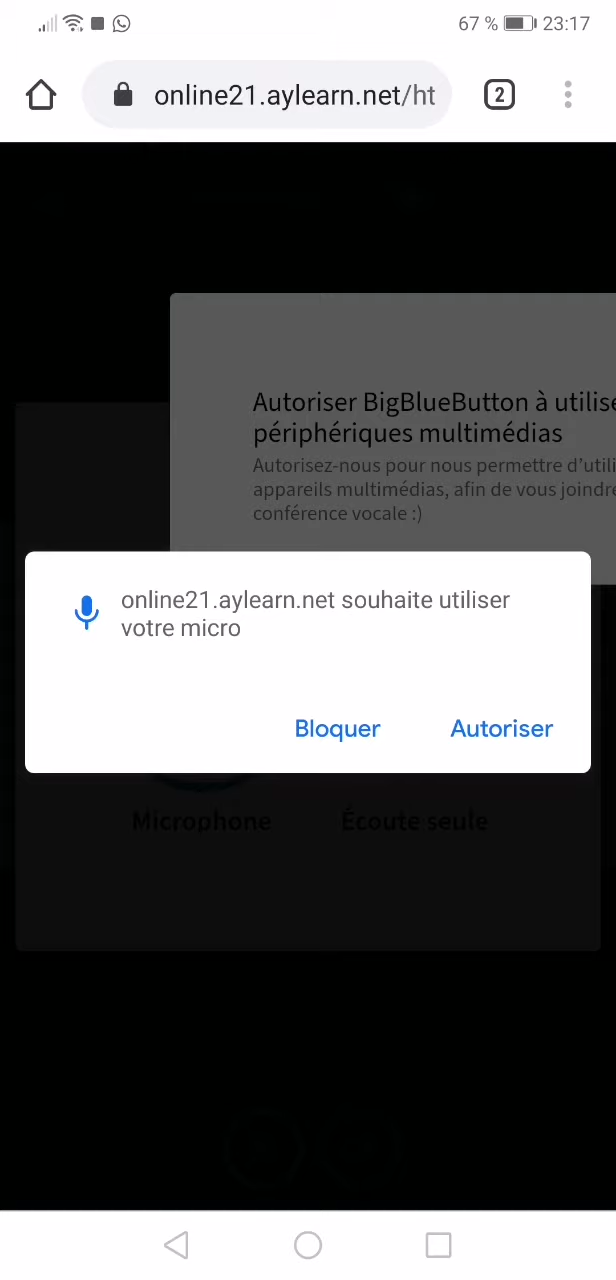 67 % 23:17
online21.aylearn.net/ht
2
Autoriser BigBlueButton à utilise
périphériques multimédias
Autorisez-nous pour nous permettre d'utili
appareils multimédias, afin de vous joindre
conférence vocale :)
online21.aylearn.net souhaite utiliser
votre micro
Bloquer Autoriser
Microphone Écoute seule